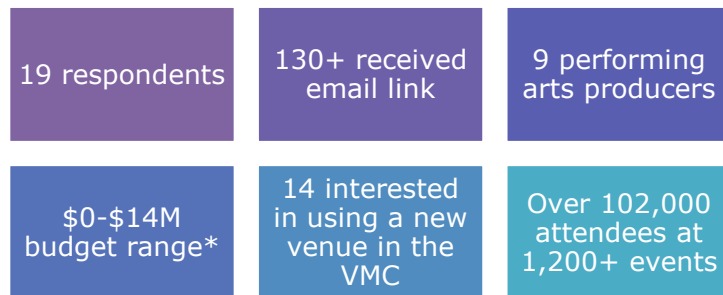 19 respondents
130+ received
email link
9 performing
arts producers
$0-$14M
budget range*
14 interested
in using a new
venue in the
VMC
Over 102,000
attendees at
1,200+ events